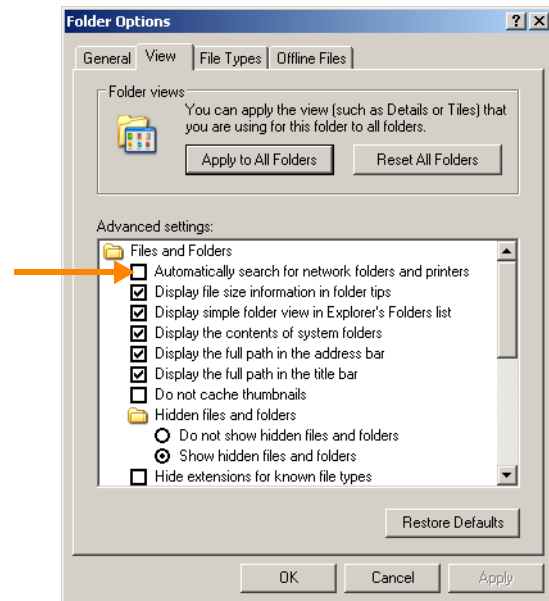 Folder Options
General
View
File Types
Offline Files
Folder views
You can apply the view (such as Details or Tiles) that
you are using for this folder to all folders.
Apply to All Folders
Reset All Folders
Advanced settings:
Files and Folders
Automatically search for network folders and printers
Display file size information in folder tips
Display simple folder view in Explorer's Folders list
Display the contents of system folders
Display the full path in the address bar
Display the full path in the title bar
Do not cache thumbnails
Hidden files and folders
Do not show hidden files and folders
Show hidden files and folders
Hide extensions for known file types
Restore Defaults
OK
Cancel
Apply